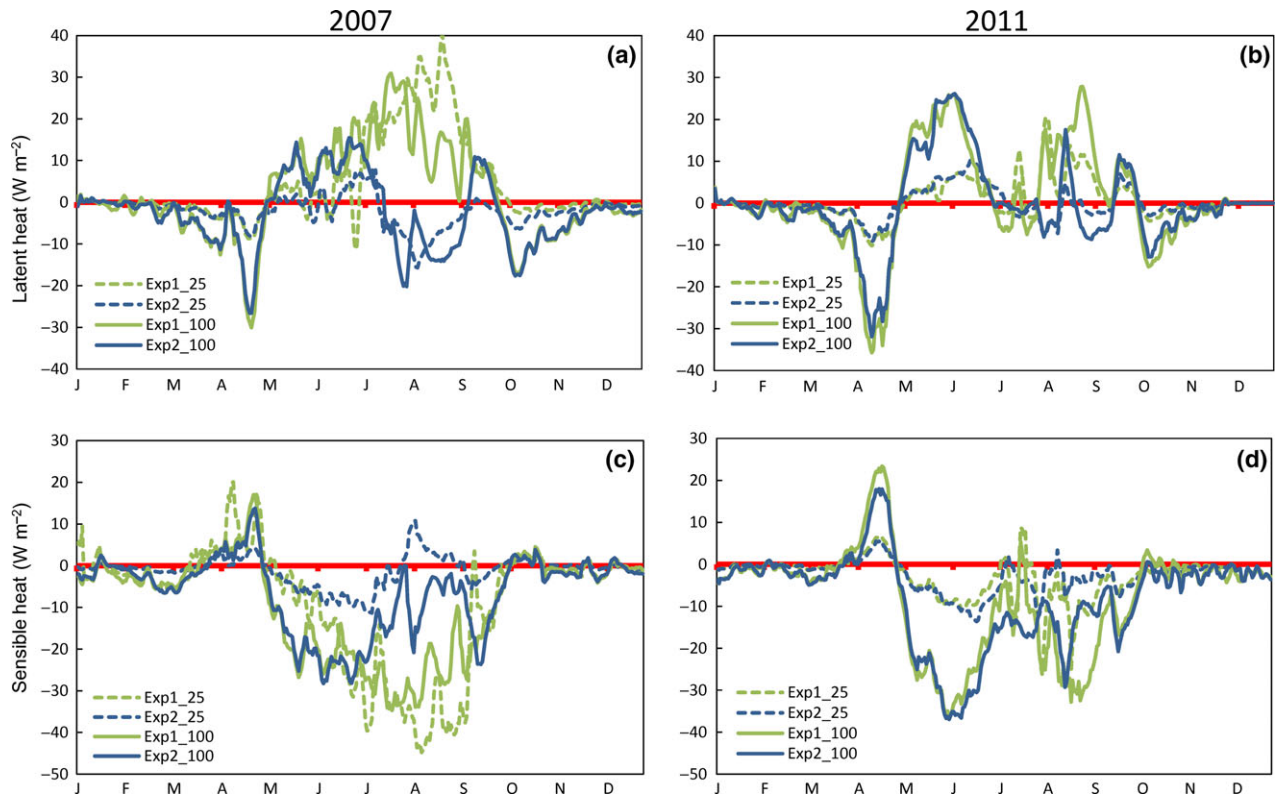 2007
2011
(a)
Latent heat (W m⁻²)
40
30
20
10
0
–10
–20
–30
–40
Exp1_25
Exp2_25
Exp1_100
Exp2_100
J F M A M J J A S O N D
(b)
40
30
20
10
0
–10
–20
–30
–40
Exp1_25
Exp2_25
Exp1_100
Exp2_100
J F M A M J J A S O N D
(c)
Sensible heat (W m⁻²)
30
20
10
0
–10
–20
–30
–40
–50
Exp1_25
Exp2_25
Exp1_100
Exp2_100
J F M A M J J A S O N D
(d)
30
20
10
0
–10
–20
–30
–40
–50
Exp1_25
Exp2_25
Exp1_100
Exp2_100
J F M A M J J A S O N D